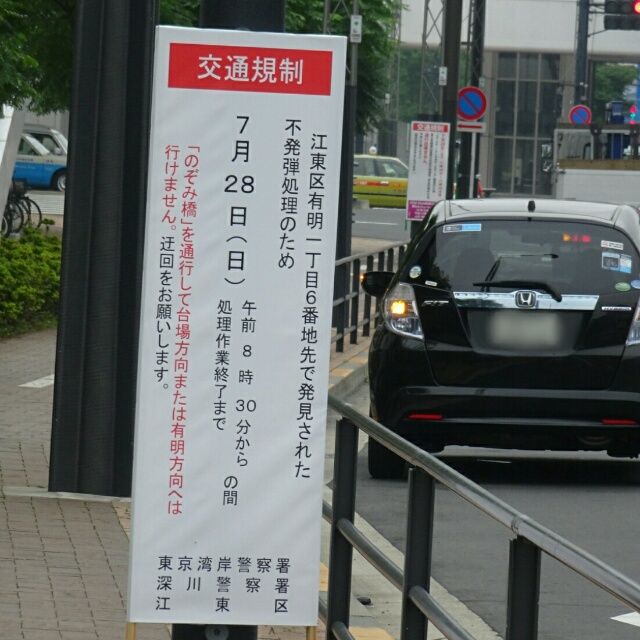 交通規制
江東区有明一丁目6番地先で発見された
不発弾処理のため
7月28日(日)
午前8時30分から
処理作業終了まで
の間
「のぞみ橋」を通行して台場方向または有明方向へは
行けません。迂回をお願いします。
東京湾岸警察署
深川警察署
江東区
交通規制